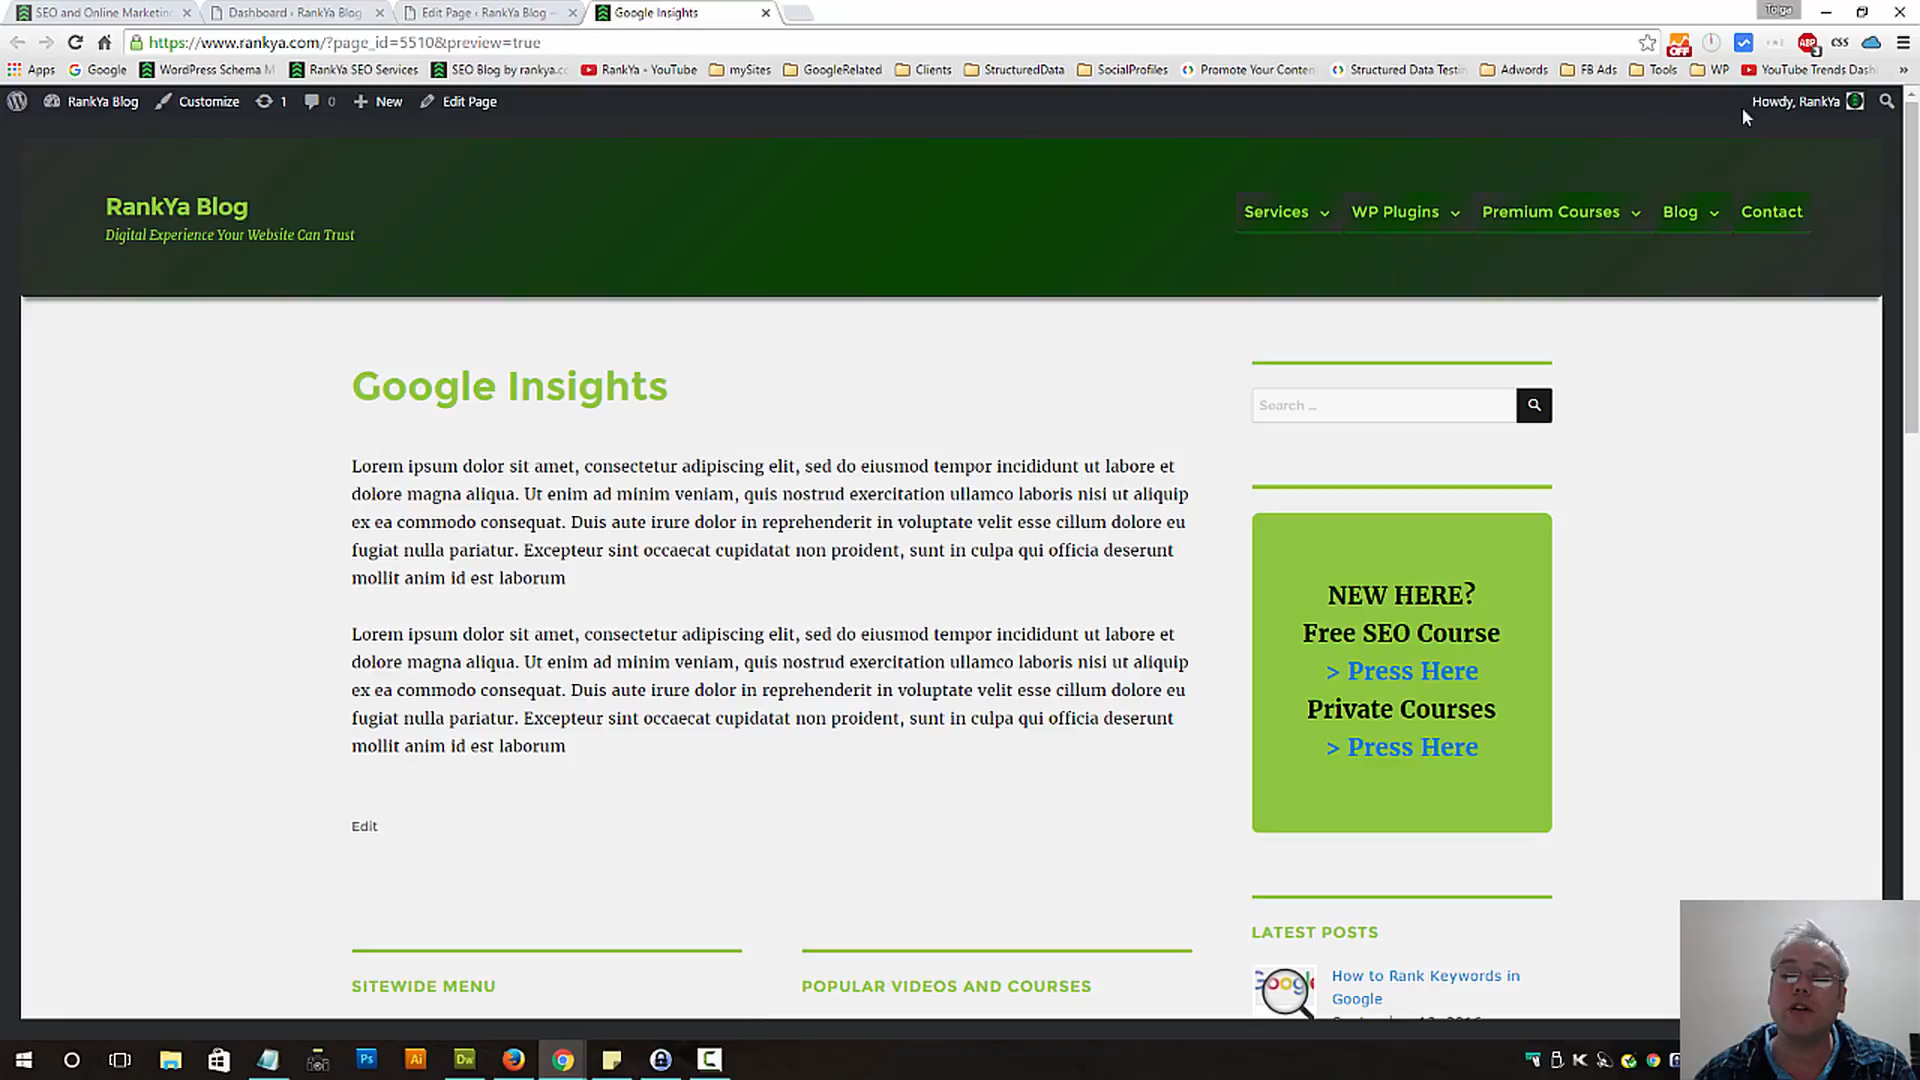 SEO and Online Marketin
Dashboard ‹ RankYa Blog
Edit Page ‹ RankYa Blog –
Google Insights
Tolga
https://www.rankya.com/?page_id=5510&preview=true
OFF
ABP
3
CSS
Apps
Google
WordPress Schema M
RankYa SEO Services
SEO Blog by rankya.cc
RankYa - YouTube
mySites
GoogleRelated
Clients
StructuredData
SocialProfiles
Promote Your Conten
Structured Data Testin
Adwords
FB Ads
Tools
WP
YouTube Trends Dash
»
RankYa Blog
Customize
1
0
New
Edit Page
Howdy, RankYa
RankYa Blog
Digital Experience Your Website Can Trust
Services
WP Plugins
Premium Courses
Blog
Contact
Google Insights
Lorem ipsum dolor sit amet, consectetur adipiscing elit, sed do eiusmod tempor incididunt ut labore et
dolore magna aliqua. Ut enim ad minim veniam, quis nostrud exercitation ullamco laboris nisi ut aliquip
ex ea commodo consequat. Duis aute irure dolor in reprehenderit in voluptate velit esse cillum dolore eu
fugiat nulla pariatur. Excepteur sint occaecat cupidatat non proident, sunt in culpa qui officia deserunt
mollit anim id est laborum
Lorem ipsum dolor sit amet, consectetur adipiscing elit, sed do eiusmod tempor incididunt ut labore et
dolore magna aliqua. Ut enim ad minim veniam, quis nostrud exercitation ullamco laboris nisi ut aliquip
ex ea commodo consequat. Duis aute irure dolor in reprehenderit in voluptate velit esse cillum dolore eu
fugiat nulla pariatur. Excepteur sint occaecat cupidatat non proident, sunt in culpa qui officia deserunt
mollit anim id est laborum
Edit
SITEWIDE MENU
POPULAR VIDEOS AND COURSES
Search ...
NEW HERE?
Free SEO Course
> Press Here
Private Courses
> Press Here
LATEST POSTS
Google
How to Rank Keywords in
Google
Ps
Ai
Dw